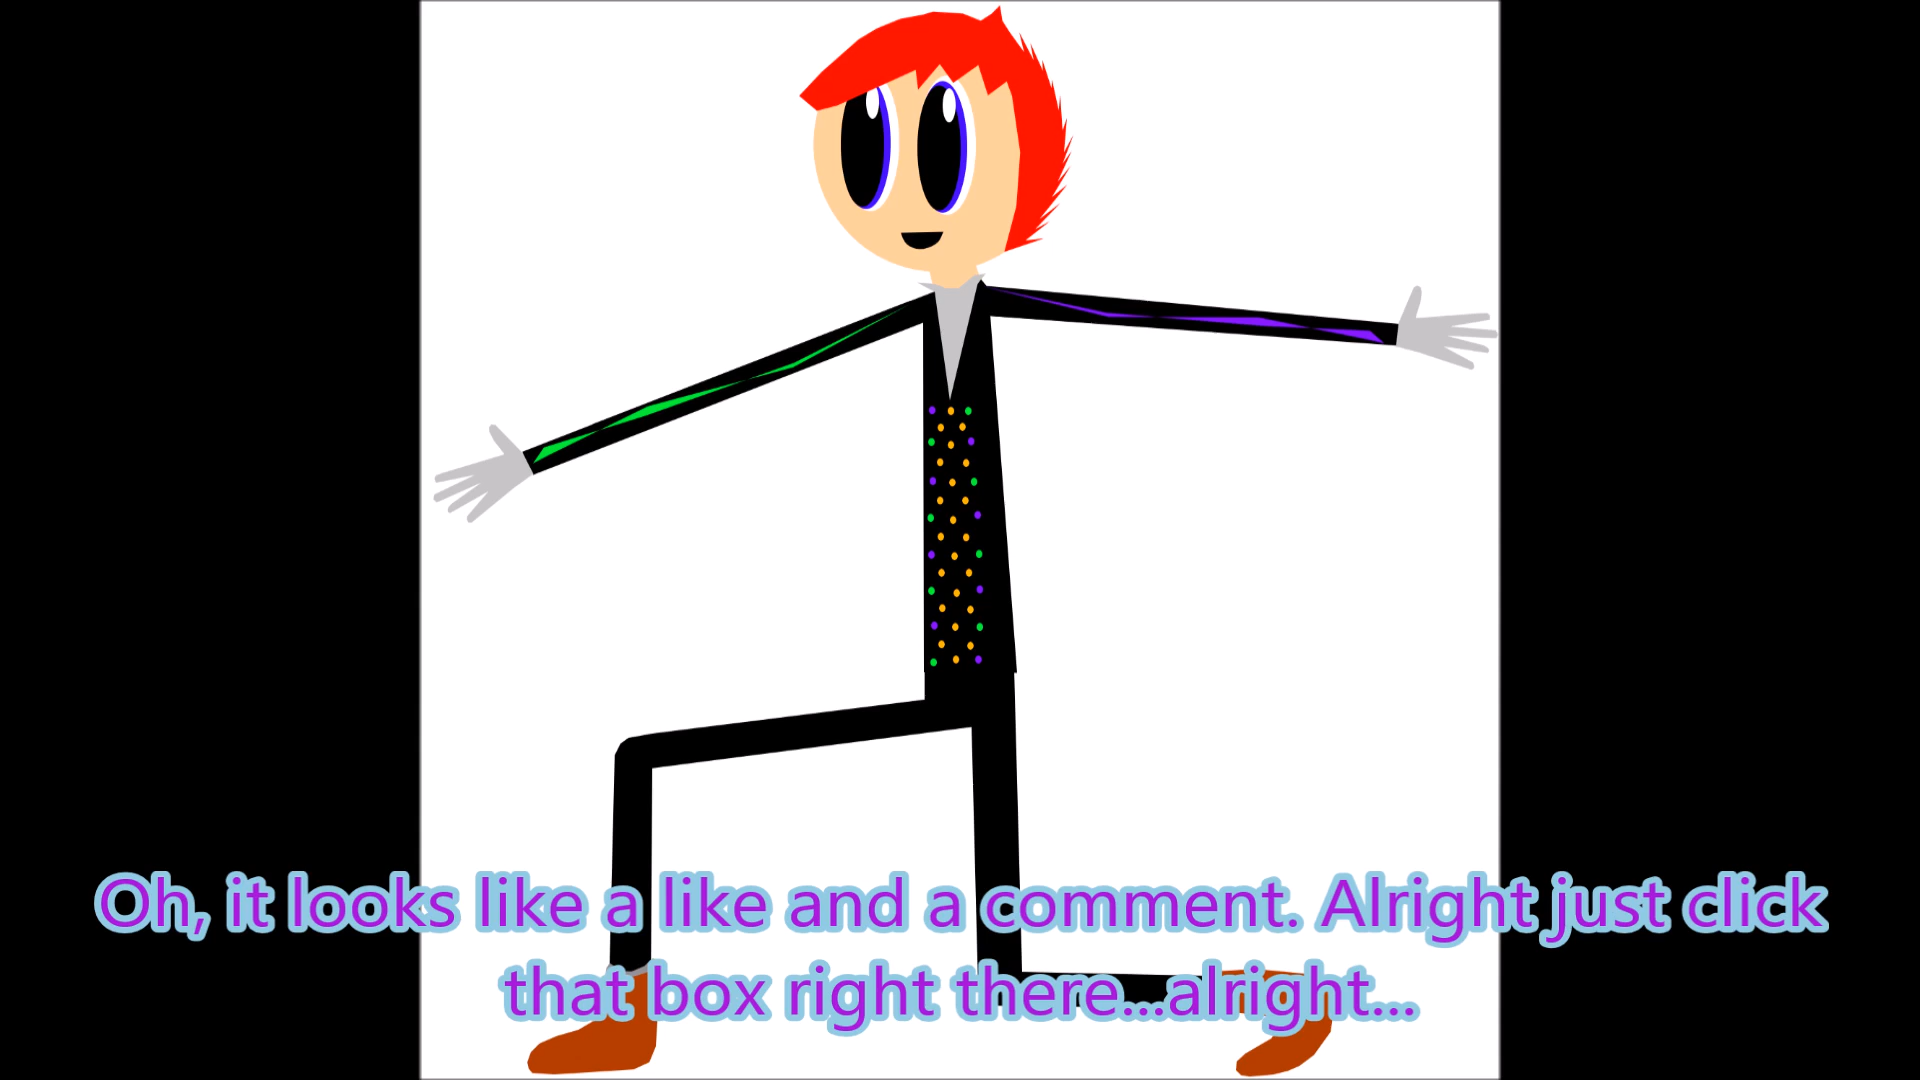 Oh, it looks like a like and a comment. Alright just click
that box right there...alright...